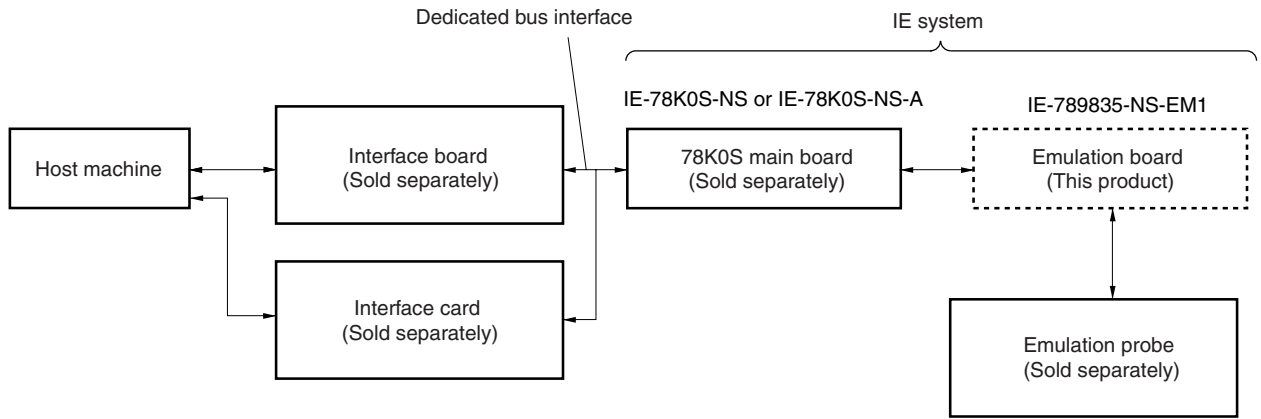 Dedicated bus interface
IE system
IE-78K0S-NS or IE-78K0S-NS-A
IE-789835-NS-EM1
Host machine
Interface board
(Sold separately)
78K0S main board
(Sold separately)
Emulation board
(This product)
Interface card
(Sold separately)
Emulation probe
(Sold separately)